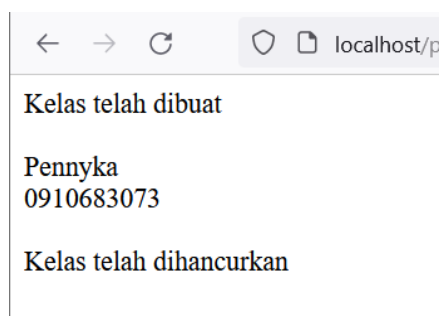 localhost/p
Kelas telah dibuat
Pennyka
0910683073
Kelas telah dihancurkan